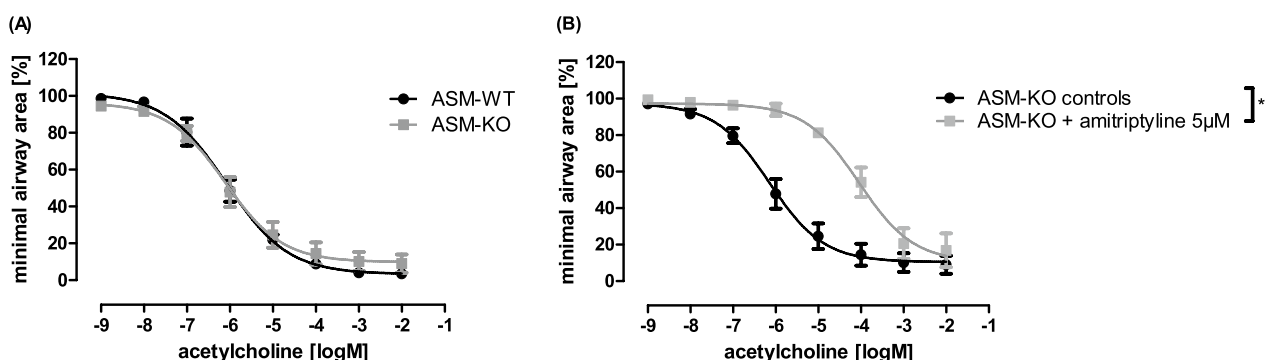 (A)
minimal airway area [%]
120
100
80
60
40
20
0
-9 -8 -7 -6 -5 -4 -3 -2 -1
acetylcholine [logM]
ASM-WT
ASM-KO
(B)
minimal airway area [%]
120
100
80
60
40
20
0
-9 -8 -7 -6 -5 -4 -3 -2 -1
acetylcholine [logM]
ASM-KO controls
ASM-KO + amitriptyline 5µM
*